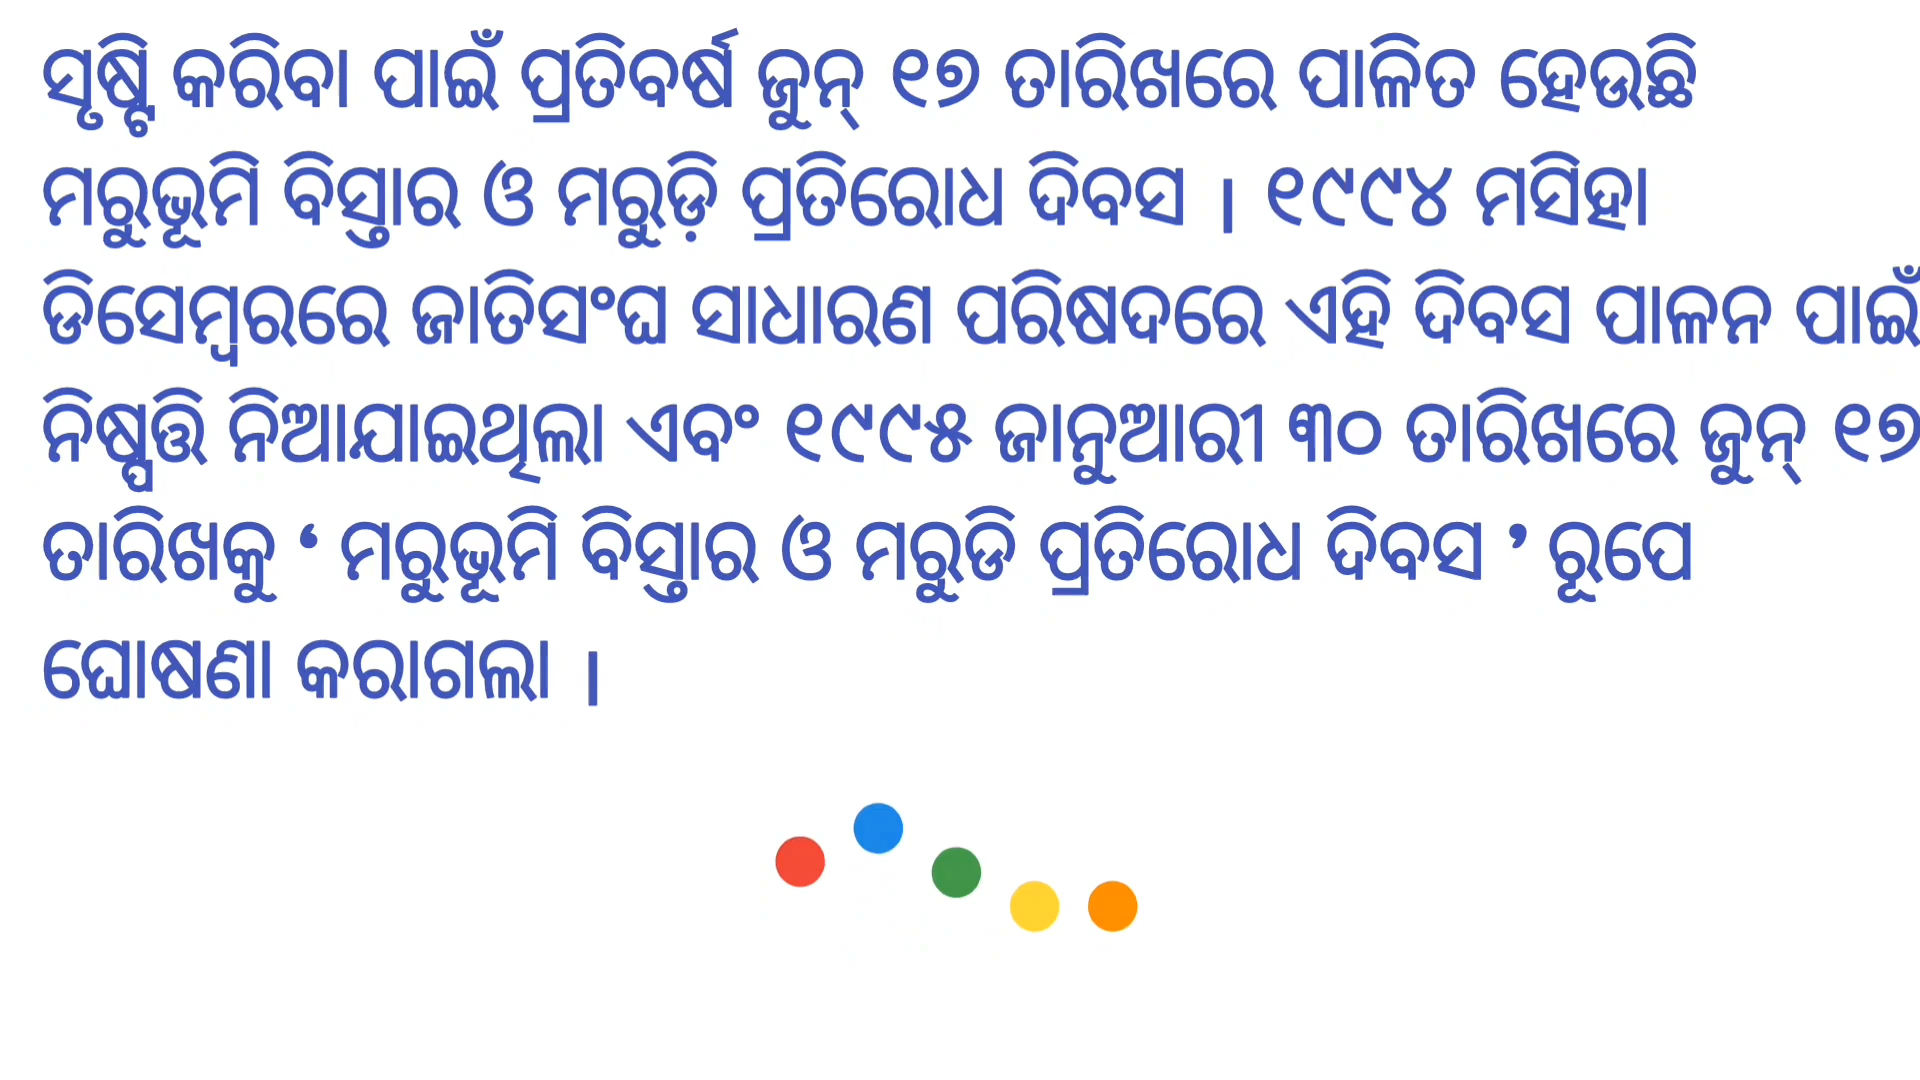 ସୃଷ୍ଟି କରିବା ପାଇଁ ପ୍ରତିବର୍ଷ ଜୁନ୍ ୧୭ ତାରିଖରେ ପାଳିତ ହେଉଛି
ମରୁଭୂମି ବିସ୍ତାର ଓ ମରୁଡ଼ି ପ୍ରତିରୋଧ ଦିବସ । ୧୯୯୪ ମସିହା
ଡିସେମ୍ବରରେ ଜାତିସଂଘ ସାଧାରଣ ପରିଷଦରେ ଏହି ଦିବସ ପାଳନ ପାଇଁ
ନିଷ୍ପତ୍ତି ନିଆଯାଇଥିଲା ଏବଂ ୧୯୯୫ ଜାନୁଆରୀ ୩୦ ତାରିଖରେ ଜୁନ୍ ୧୭
ତାରିଖକୁ ‘ ମରୁଭୂମି ବିସ୍ତାର ଓ ମରୁଡି ପ୍ରତିରୋଧ ଦିବସ ’ ରୂପେ
ଘୋଷଣା କରାଗଲା ।